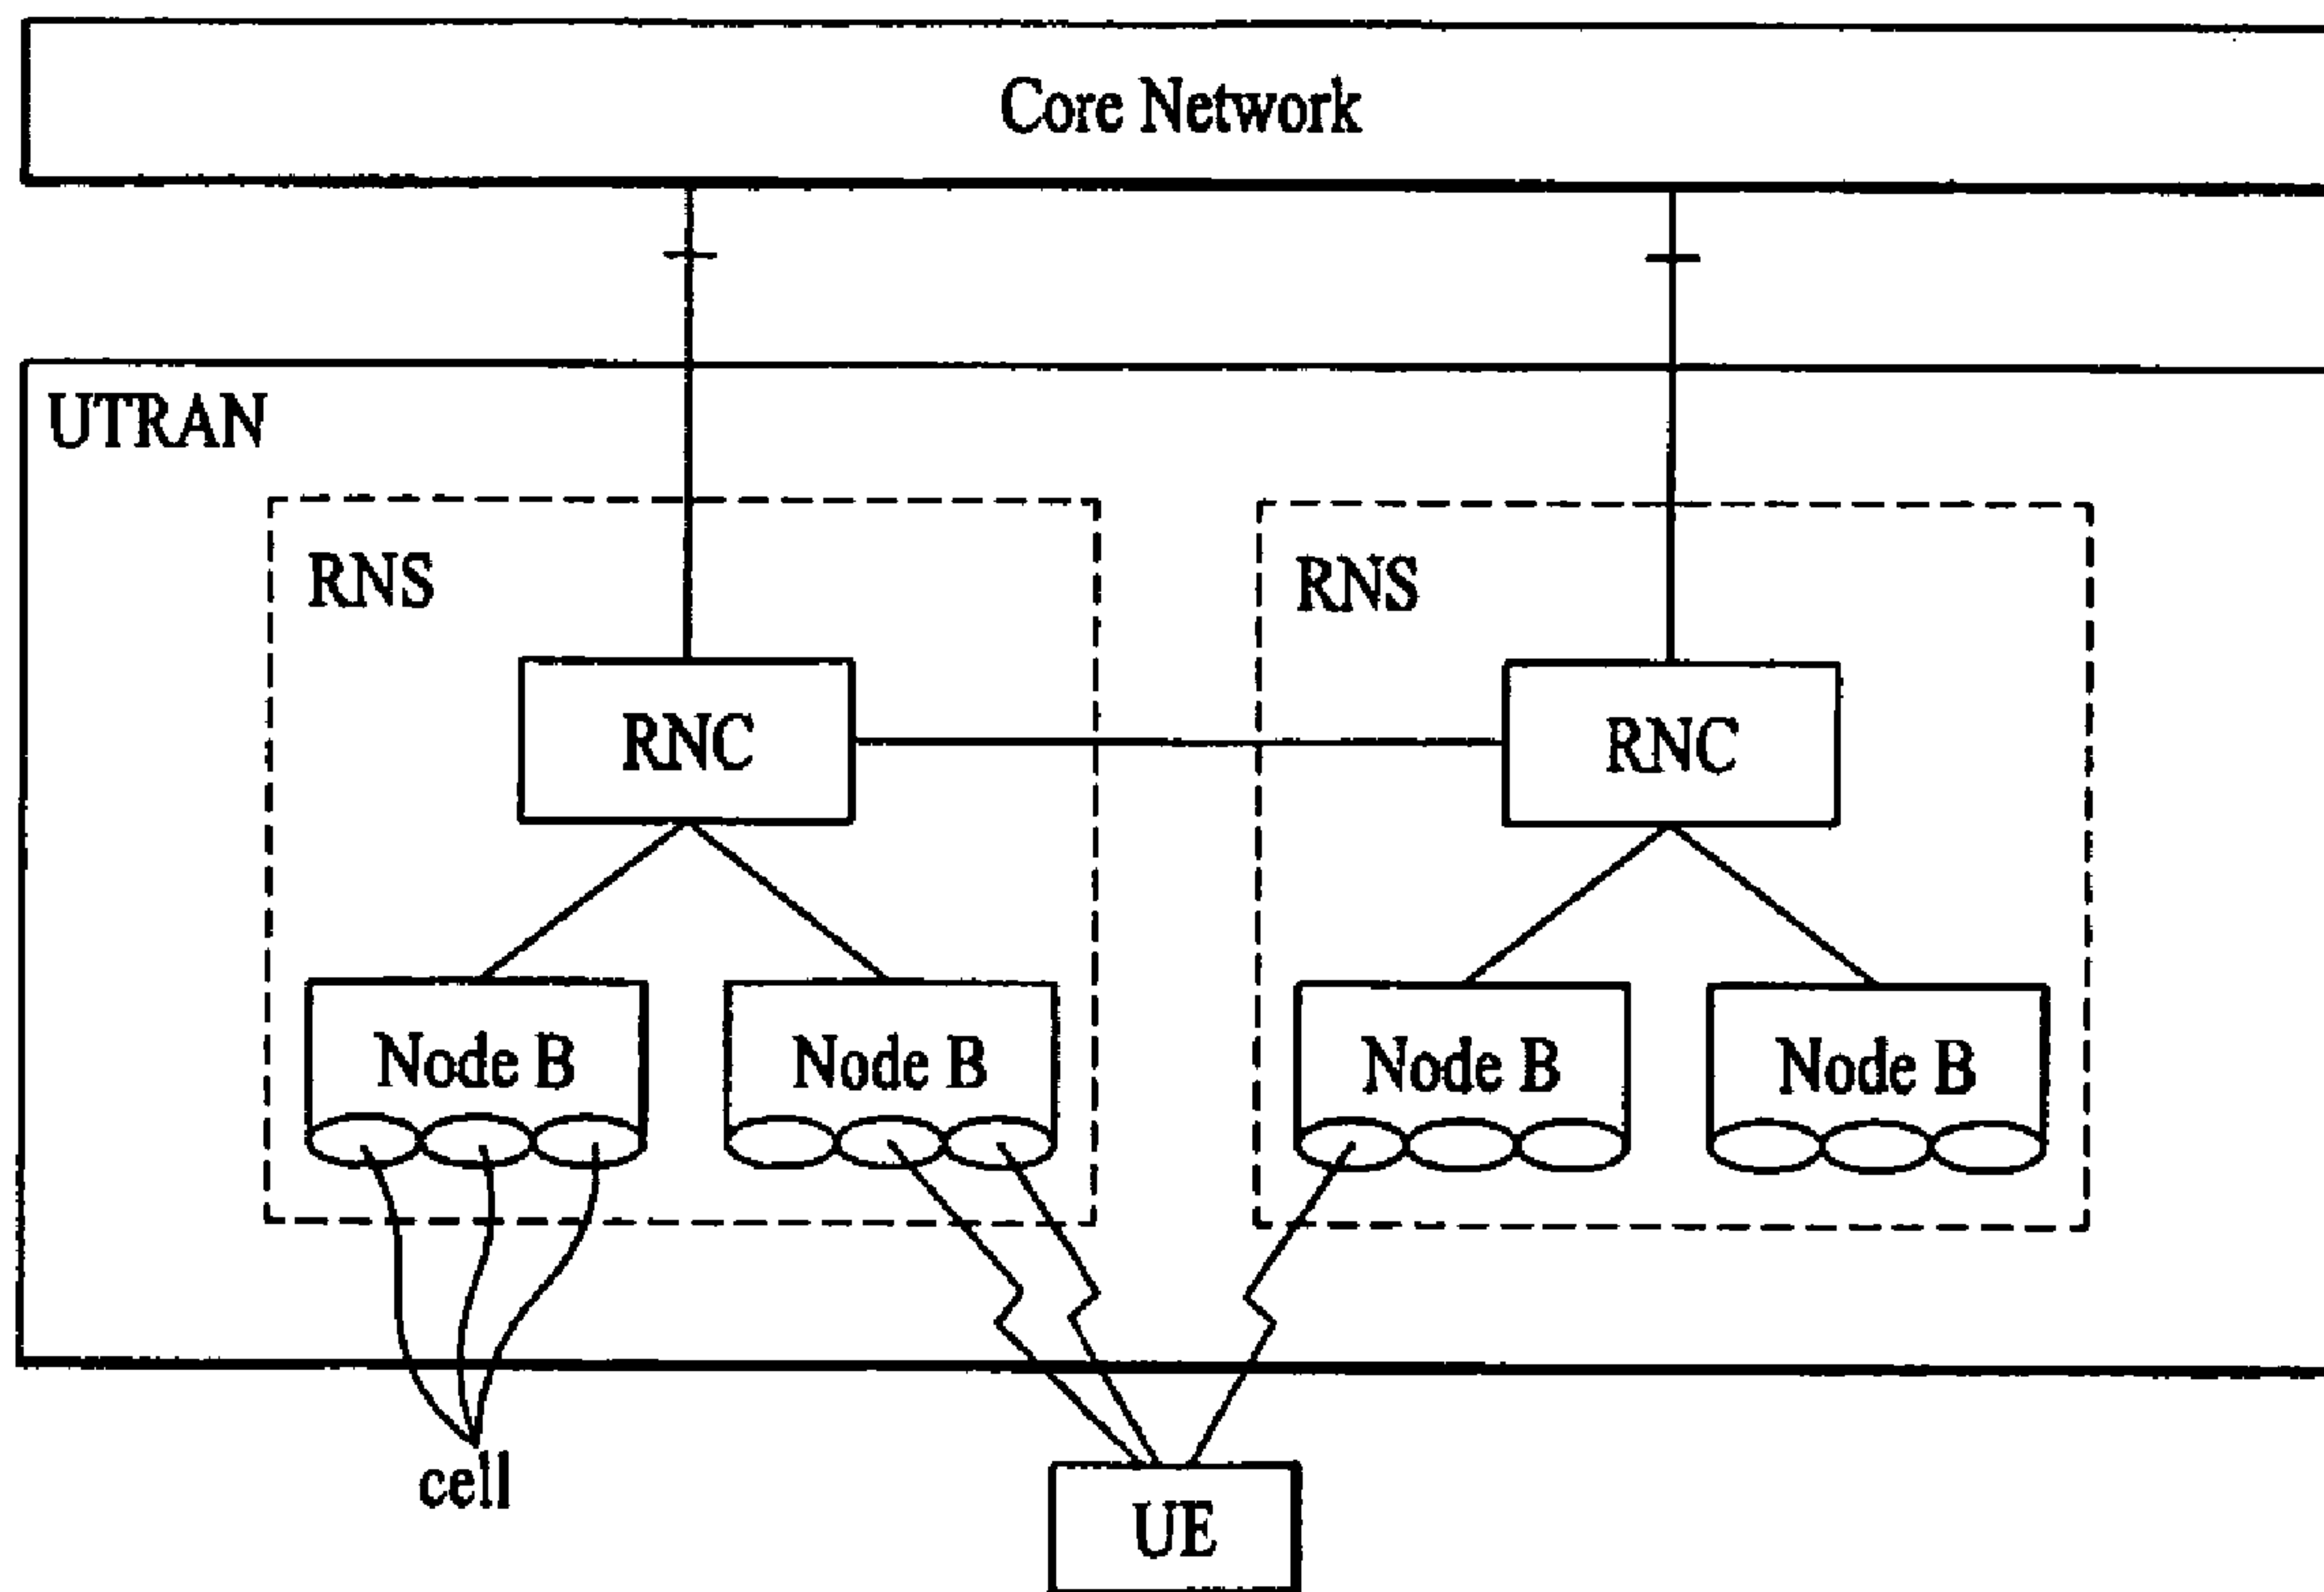 Core Network
UTRAN
RNS
RNS
RNC
RNC
Node B
Node B
Node B
Node B
cell
UE